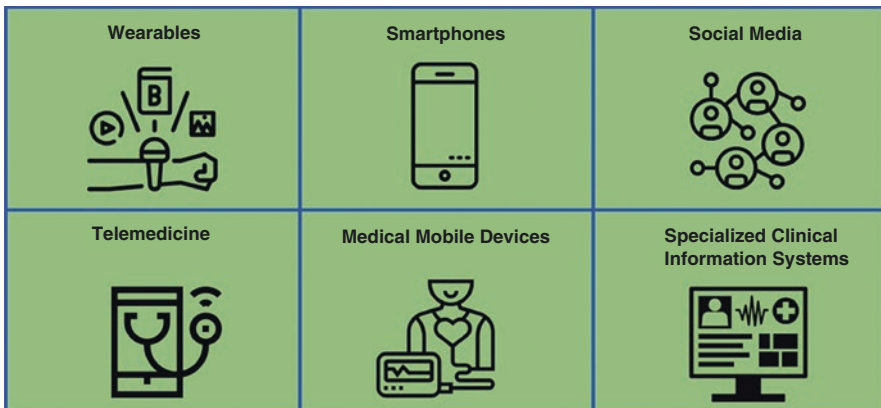 Wearables
Smartphones
Social Media
B
Telemedicine
Medical Mobile Devices
Specialized Clinical
Information Systems